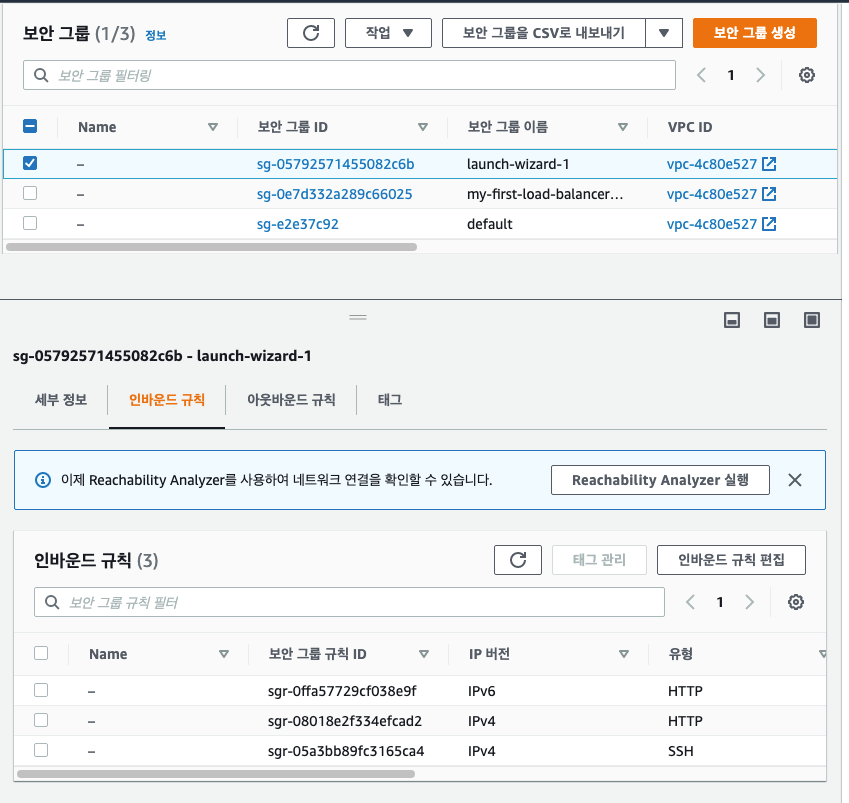 보안 그룹 (1/3) 정보 작업 보안 그룹을 CSV로 내보내기 보안 그룹 생성
보안 그룹 필터링 1
Name 보안 그룹 ID 보안 그룹 이름 VPC ID
– sg-05792571455082c6b launch-wizard-1 vpc-4c80e527
– sg-0e7d332a289c66025 my-first-load-balancer... vpc-4c80e527
– sg-e2e37c92 default vpc-4c80e527
sg-05792571455082c6b - launch-wizard-1
세부 정보 인바운드 규칙 아웃바운드 규칙 태그
이제 Reachability Analyzer를 사용하여 네트워크 연결을 확인할 수 있습니다. Reachability Analyzer 실행
인바운드 규칙 (3) 태그 관리 인바운드 규칙 편집
보안 그룹 규칙 필터 1
Name 보안 그룹 규칙 ID IP 버전 유형
– sgr-0ffa57729cf038e9f IPv6 HTTP
– sgr-08018e2f334efcad2 IPv4 HTTP
– sgr-05a3bb89fc3165ca4 IPv4 SSH